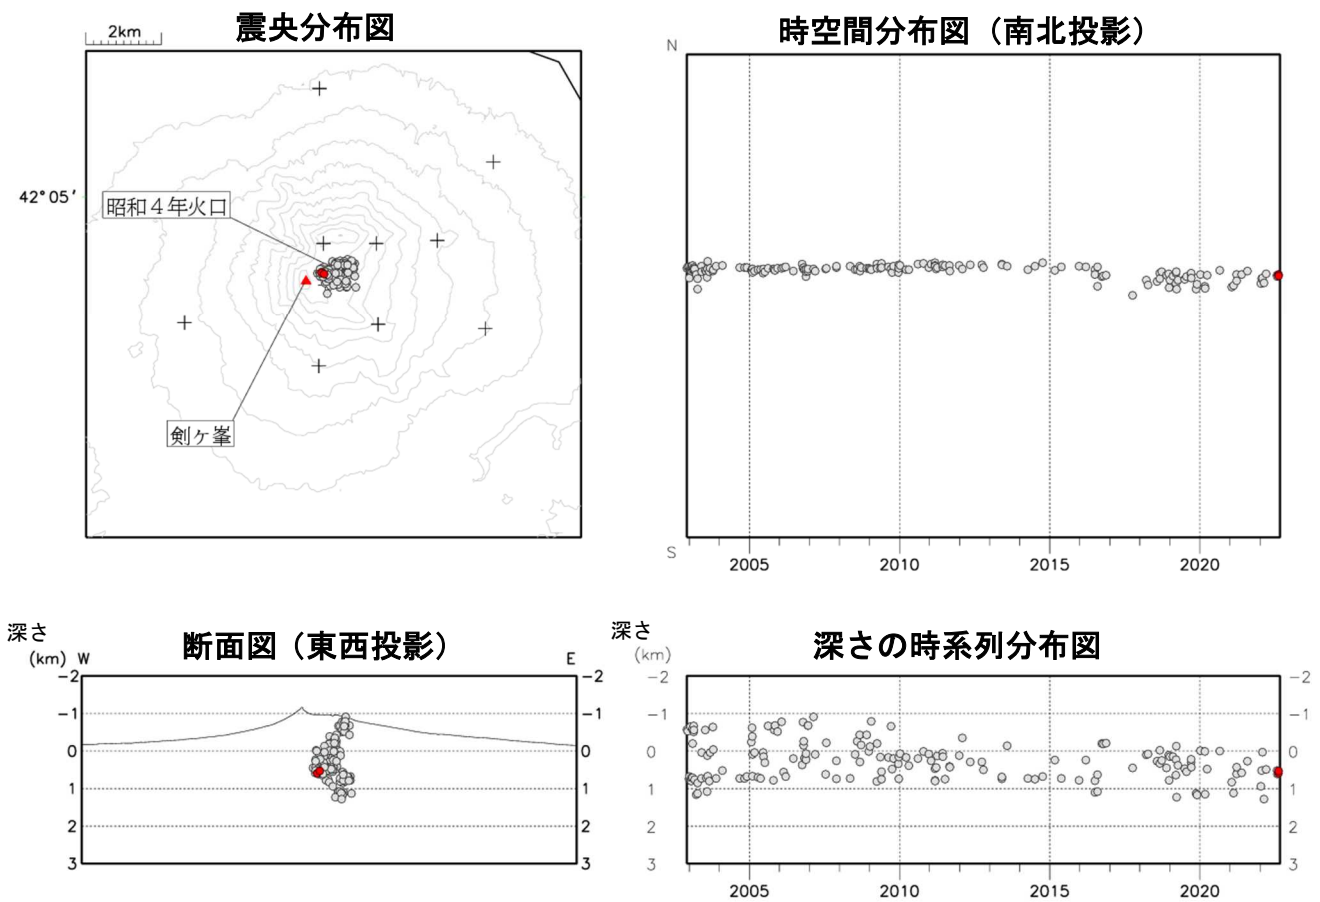 震央分布図
2km
42°05′
昭和4年火口
剣ヶ峯
時空間分布図（南北投影）
N
S
2005 2010 2015 2020
断面図（東西投影）
深さ
(km) W E
-2 -2
-1 -1
0 0
1 1
2 2
3 3
深さの時系列分布図
深さ
(km)
-2 -2
-1 -1
0 0
1 1
2 2
3 3
2005 2010 2015 2020